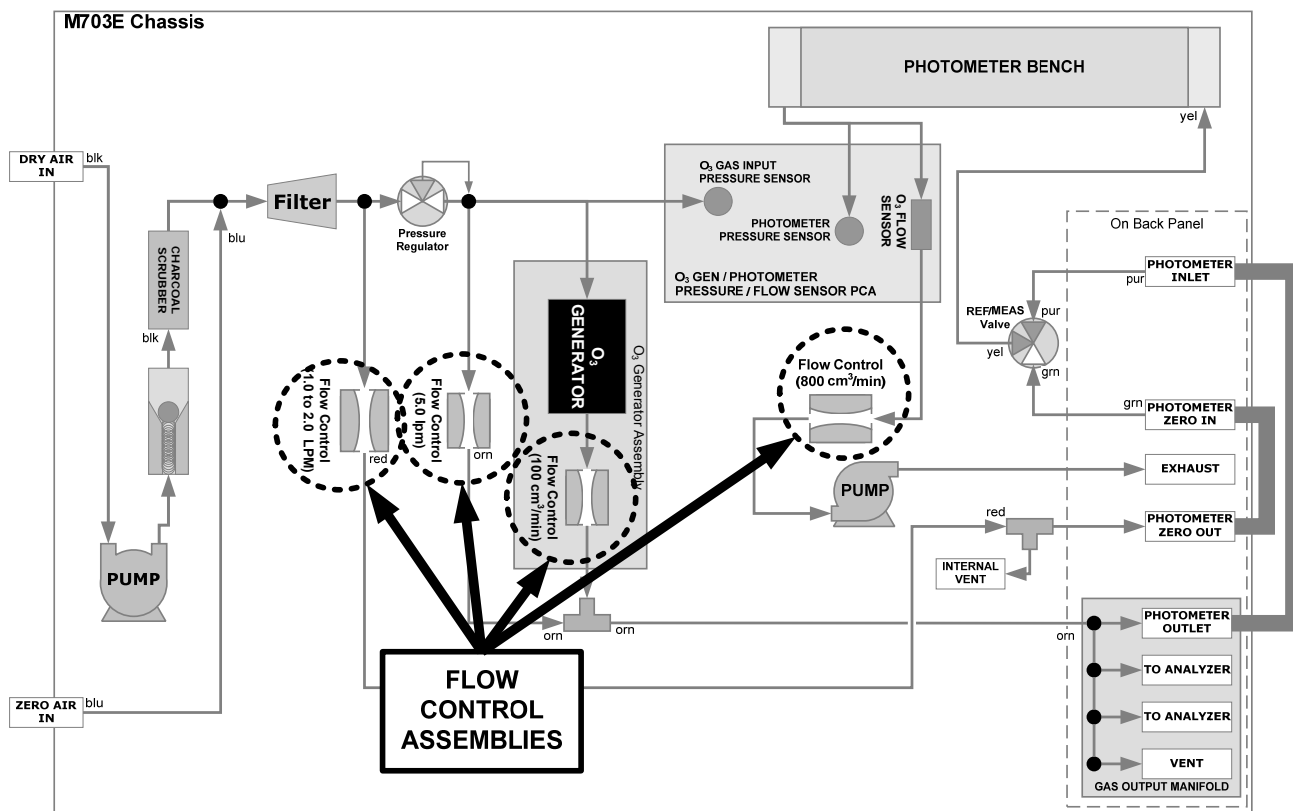 M703E Chassis
PHOTOMETER BENCH
yel
DRY AIR
IN
blk
O3 GAS INPUT
PRESSURE SENSOR
Filter
blu
Pressure
Regulator
PHOTOMETER
PRESSURE SENSOR
O3 FLOW
SENSOR
On Back Panel
CHARCOAL
SCRUBBER
blk
O3 GEN / PHOTOMETER
PRESSURE / FLOW SENSOR PCA
PHOTOMETER
INLET
pur
pur
REF/MEAS
Valve
yel
grn
O3
GENERATOR
O3 Generator Assembly
Flow Control
(1.0 to 2.0 LPM)
red
Flow Control
(5.0 lpm)
orn
Flow Control
(100 cm3/min)
Flow Control
(800 cm3/min)
grn
PHOTOMETER
ZERO IN
EXHAUST
PUMP
red
PHOTOMETER
ZERO OUT
INTERNAL
VENT
PUMP
orn
orn
orn
PHOTOMETER
OUTLET
FLOW
CONTROL
ASSEMBLIES
TO ANALYZER
TO ANALYZER
ZERO AIR
IN
blu
VENT
GAS OUTPUT MANIFOLD